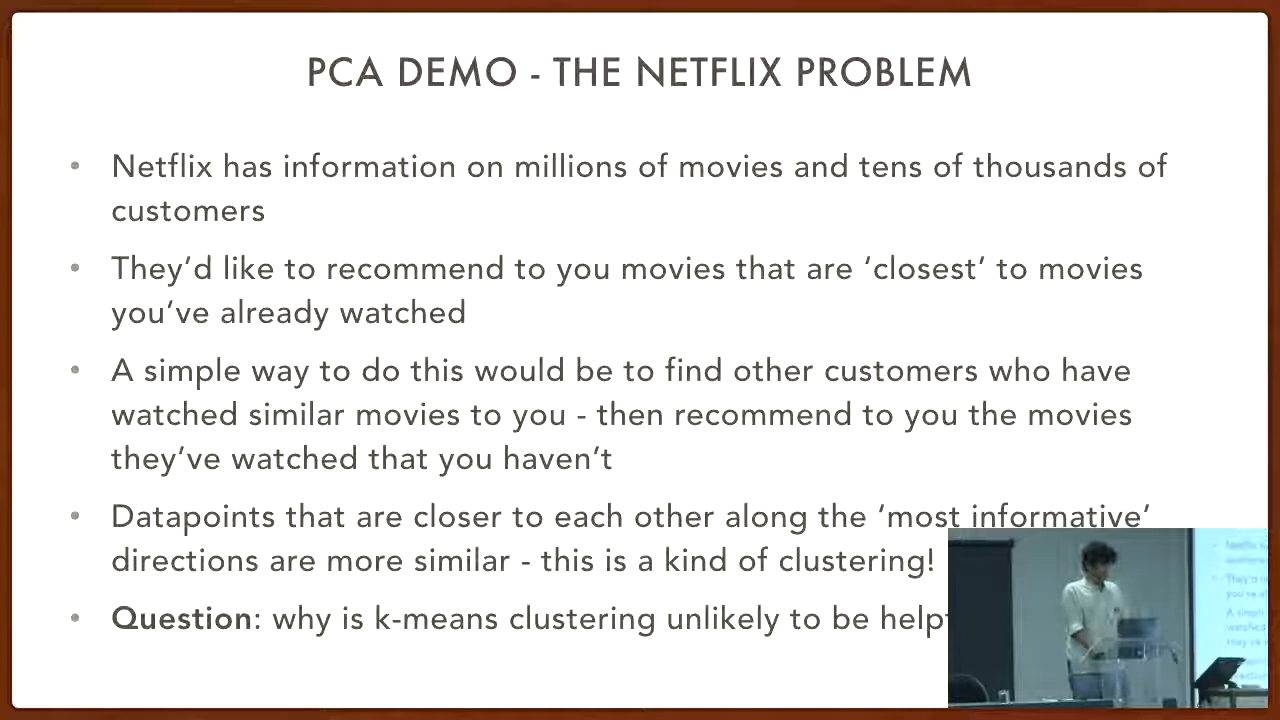 PCA DEMO - THE NETFLIX PROBLEM
• Netflix has information on millions of movies and tens of thousands of
customers
• They’d like to recommend to you movies that are ‘closest’ to movies
you’ve already watched
• A simple way to do this would be to find other customers who have
watched similar movies to you - then recommend to you the movies
they’ve watched that you haven’t
• Datapoints that are closer to each other along the ‘most informative’
directions are more similar - this is a kind of clustering!
• Question: why is k-means clustering unlikely to be